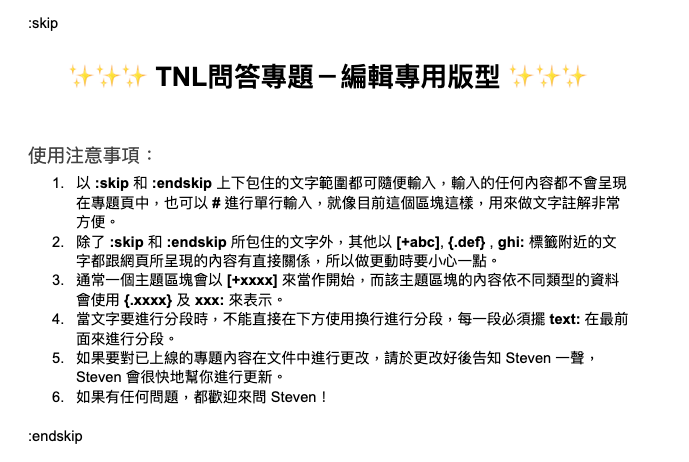 :skip
✨✨✨ TNL問答專題－編輯專用版型 ✨✨✨
使用注意事項：
1. 以 :skip 和 :endskip 上下包住的文字範圍都可隨便輸入，輸入的任何內容都不會呈現
在專題頁中，也可以 # 進行單行輸入，就像目前這個區塊這樣，用來做文字註解非常
方便。
2. 除了 :skip 和 :endskip 所包住的文字外，其他以 [+abc], {.def} , ghi: 標籤附近的文
字都跟網頁所呈現的內容有直接關係，所以做更動時要小心一點。
3. 通常一個主題區塊會以 [+xxxx] 來當作開始，而該主題區塊的內容依不同類型的資料
會使用 {.xxxx} 及 xxx: 來表示。
4. 當文字要進行分段時，不能直接在下方使用換行進行分段，每一段必須擺 text: 在最前
面來進行分段。
5. 如果要對已上線的專題內容在文件中進行更改，請於更改好後告知 Steven 一聲，
Steven 會很快地幫你進行更新。
6. 如果有任何問題，都歡迎來問 Steven！
:endskip